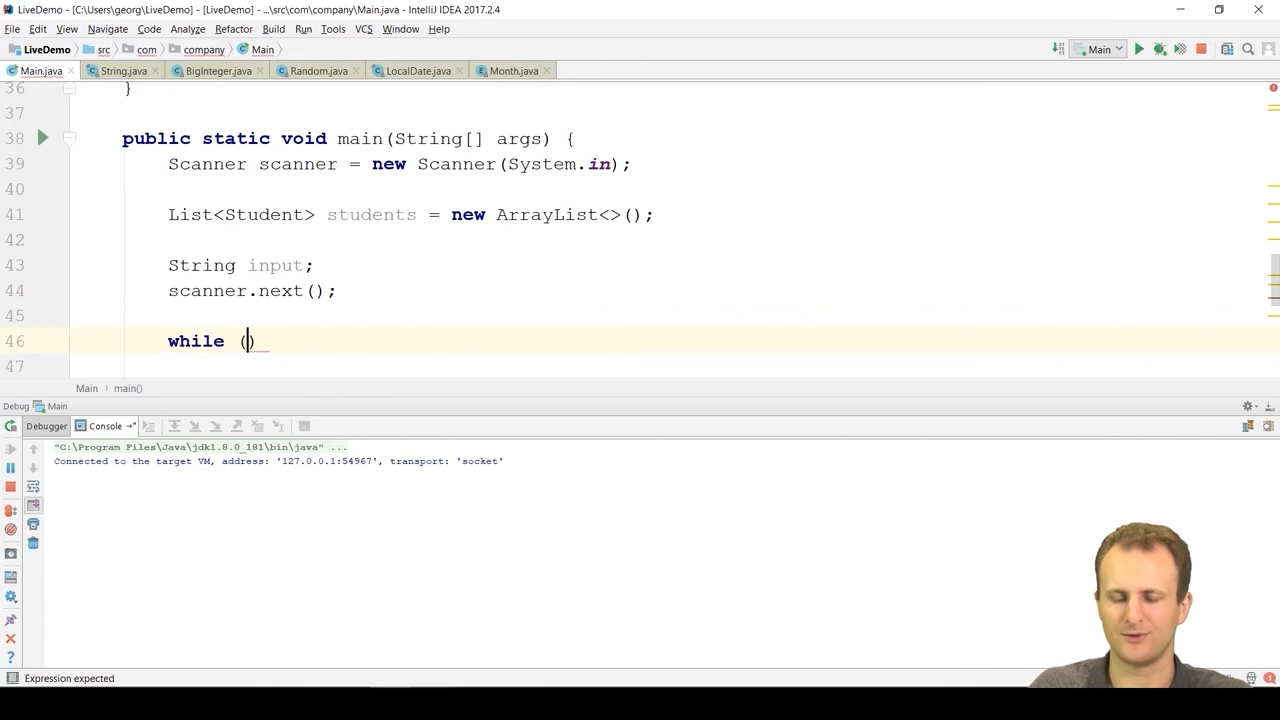 LiveDemo - [C:\Users\georg\LiveDemo] - [LiveDemo] - ...\src\com\company\Main.java - IntelliJ IDEA 2017.2.4
File Edit View Navigate Code Analyze Refactor Build Run Tools VCS Window Help
LiveDemo src com company Main Main
Main.java String.java BigInteger.java Random.java LocalDate.java Month.java
36 }
37
38 public static void main(String[] args) {
39 Scanner scanner = new Scanner(System.in);
40
41 List<Student> students = new ArrayList<>();
42
43 String input;
44 scanner.next();
45
46 while ()
47
Main › main()
Debug Main
Debugger Console
"C:\Program Files\Java\jdk1.8.0_181\bin\java" ...
Connected to the target VM, address: '127.0.0.1:54967', transport: 'socket'
Expression expected